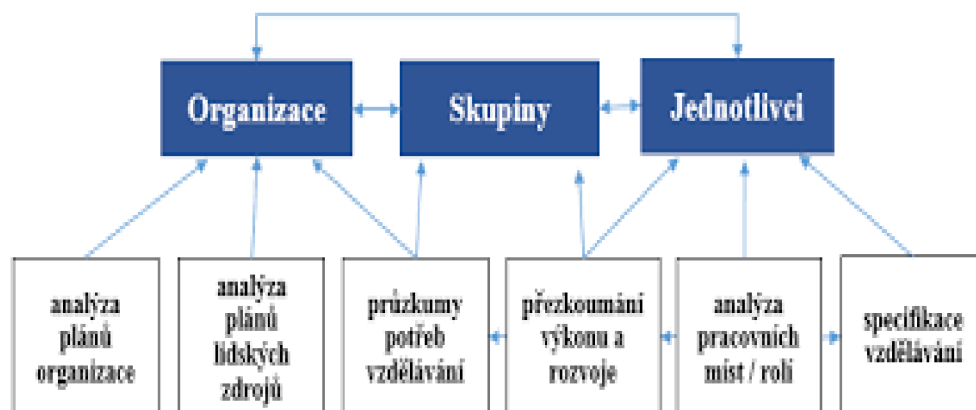 Organizace
Skupiny
Jednotlivci
analýza
plánů
organizace
analýza
plánů
lidských
zdrojů
průzkumy
potřeb
vzdělávání
přezkoumání
výkonu a
rozvoje
analýza
pracovních
míst / rolí
specifikace
vzdělávání